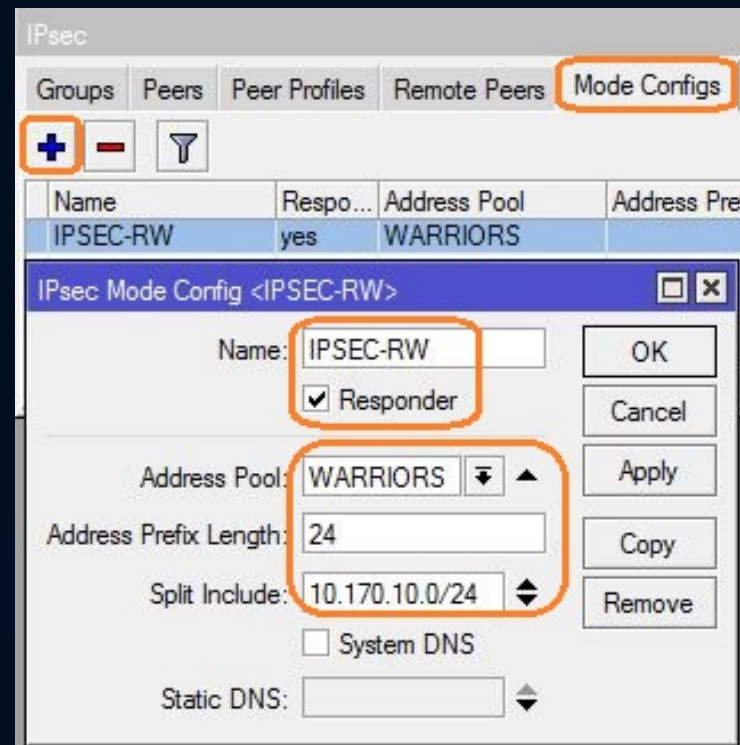 IPsec
Groups Peers Peer Profiles Remote Peers Mode Configs
Name Respo... Address Pool Address Pre
IPSEC-RW yes WARRIORS
IPsec Mode Config <IPSEC-RW>
Name: IPSEC-RW OK
Responder Cancel
Address Pool: WARRIORS Apply
Address Prefix Length: 24 Copy
Split Include: 10.170.10.0/24 Remove
System DNS
Static DNS: